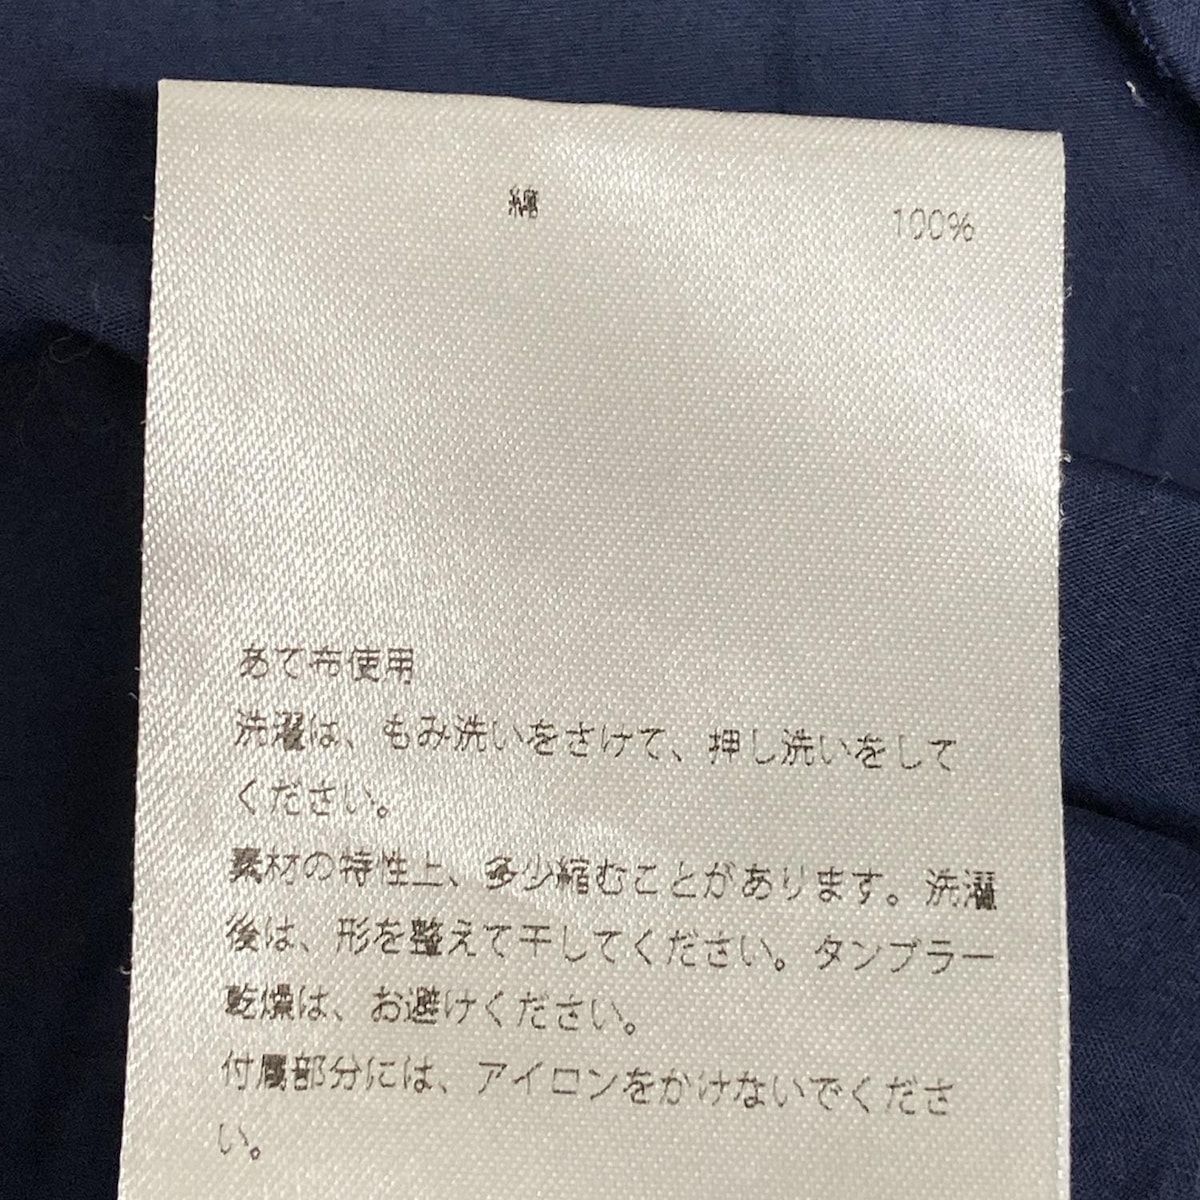 綿 100%
あて布使用
洗濯は、もみ洗いをさけて、押し洗いをして
ください。
素材の特性上、多少縮むことがあります。洗濯
後は、形を整えて干してください。タンブラー
乾燥は、お避けください。
付属部分には、アイロンをかけないでくださ
い。